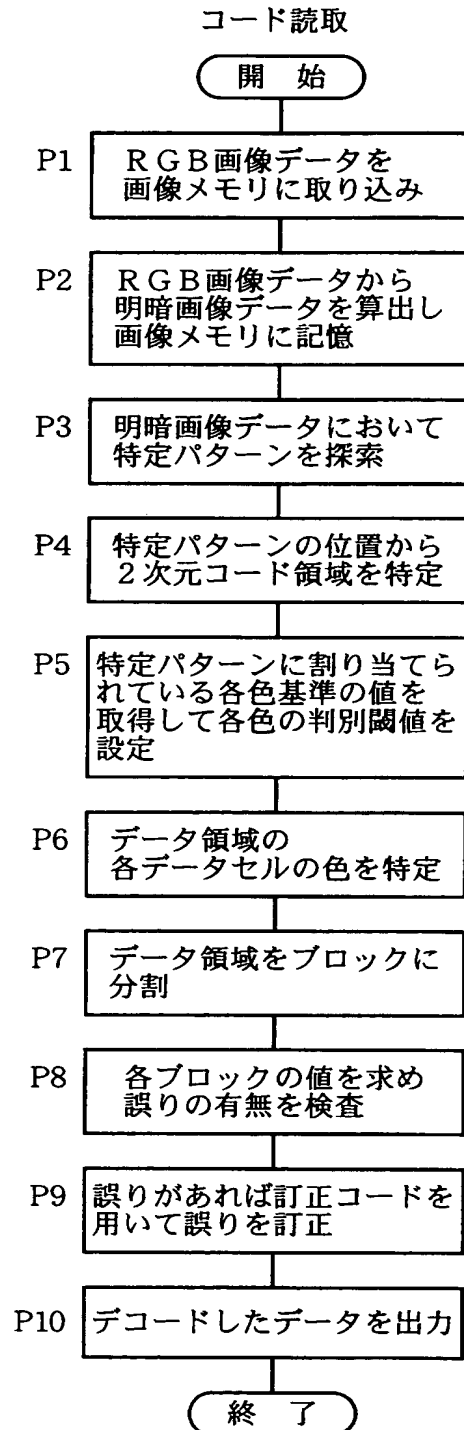 コード読取
開　始
P1
ＲＧＢ画像データを
画像メモリに取り込み
P2
ＲＧＢ画像データから
明暗画像データを算出し
画像メモリに記憶
P3
明暗画像データにおいて
特定パターンを探索
P4
特定パターンの位置から
２次元コード領域を特定
P5
特定パターンに割り当てら
れている各色基準の値を
取得して各色の判別閾値を
設定
P6
データ領域の
各データセルの色を特定
P7
データ領域をブロックに
分割
P8
各ブロックの値を求め
誤りの有無を検査
P9
誤りがあれば訂正コードを
用いて誤りを訂正
P10
デコードしたデータを出力
終　了